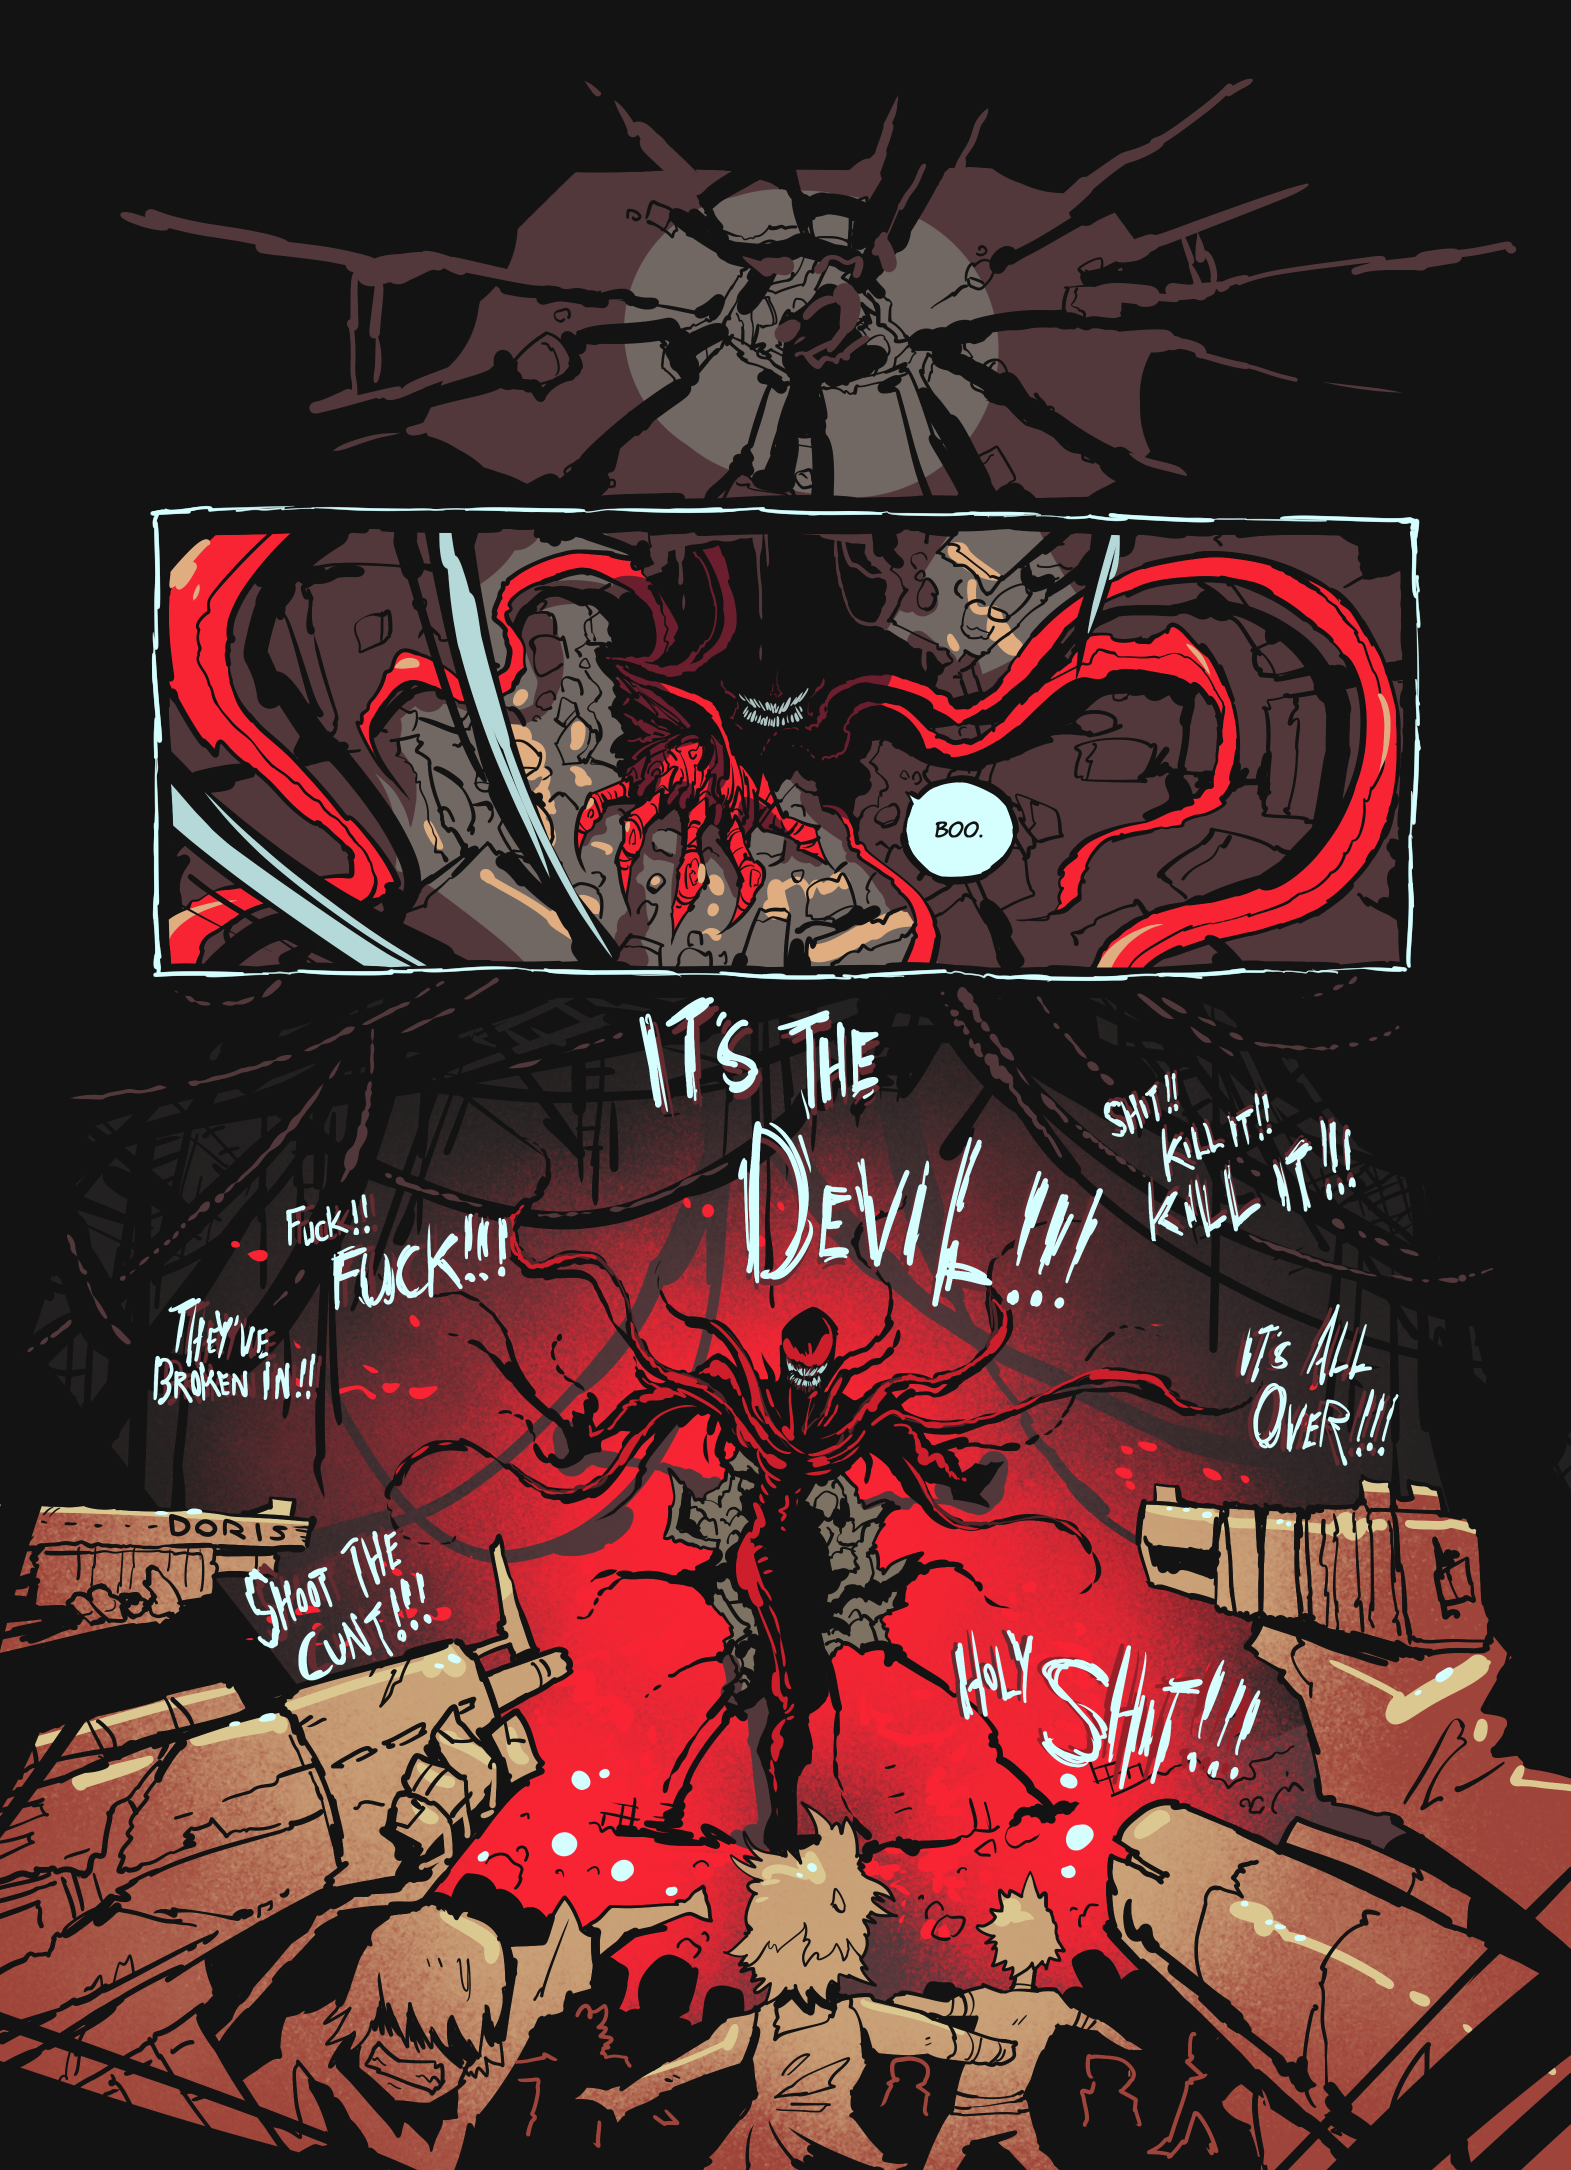 BOO.
IT'S THE
DEVIL!!!
SHIT!!
KILL IT!!
KILL IT!!!
FUCK!!
FUCK!!!
THEY'VE
BROKEN IN!!
IT'S ALL
OVER!!!
DORIS
SHOOT THE
CUNT!!!
HOLY
SHIT!!!